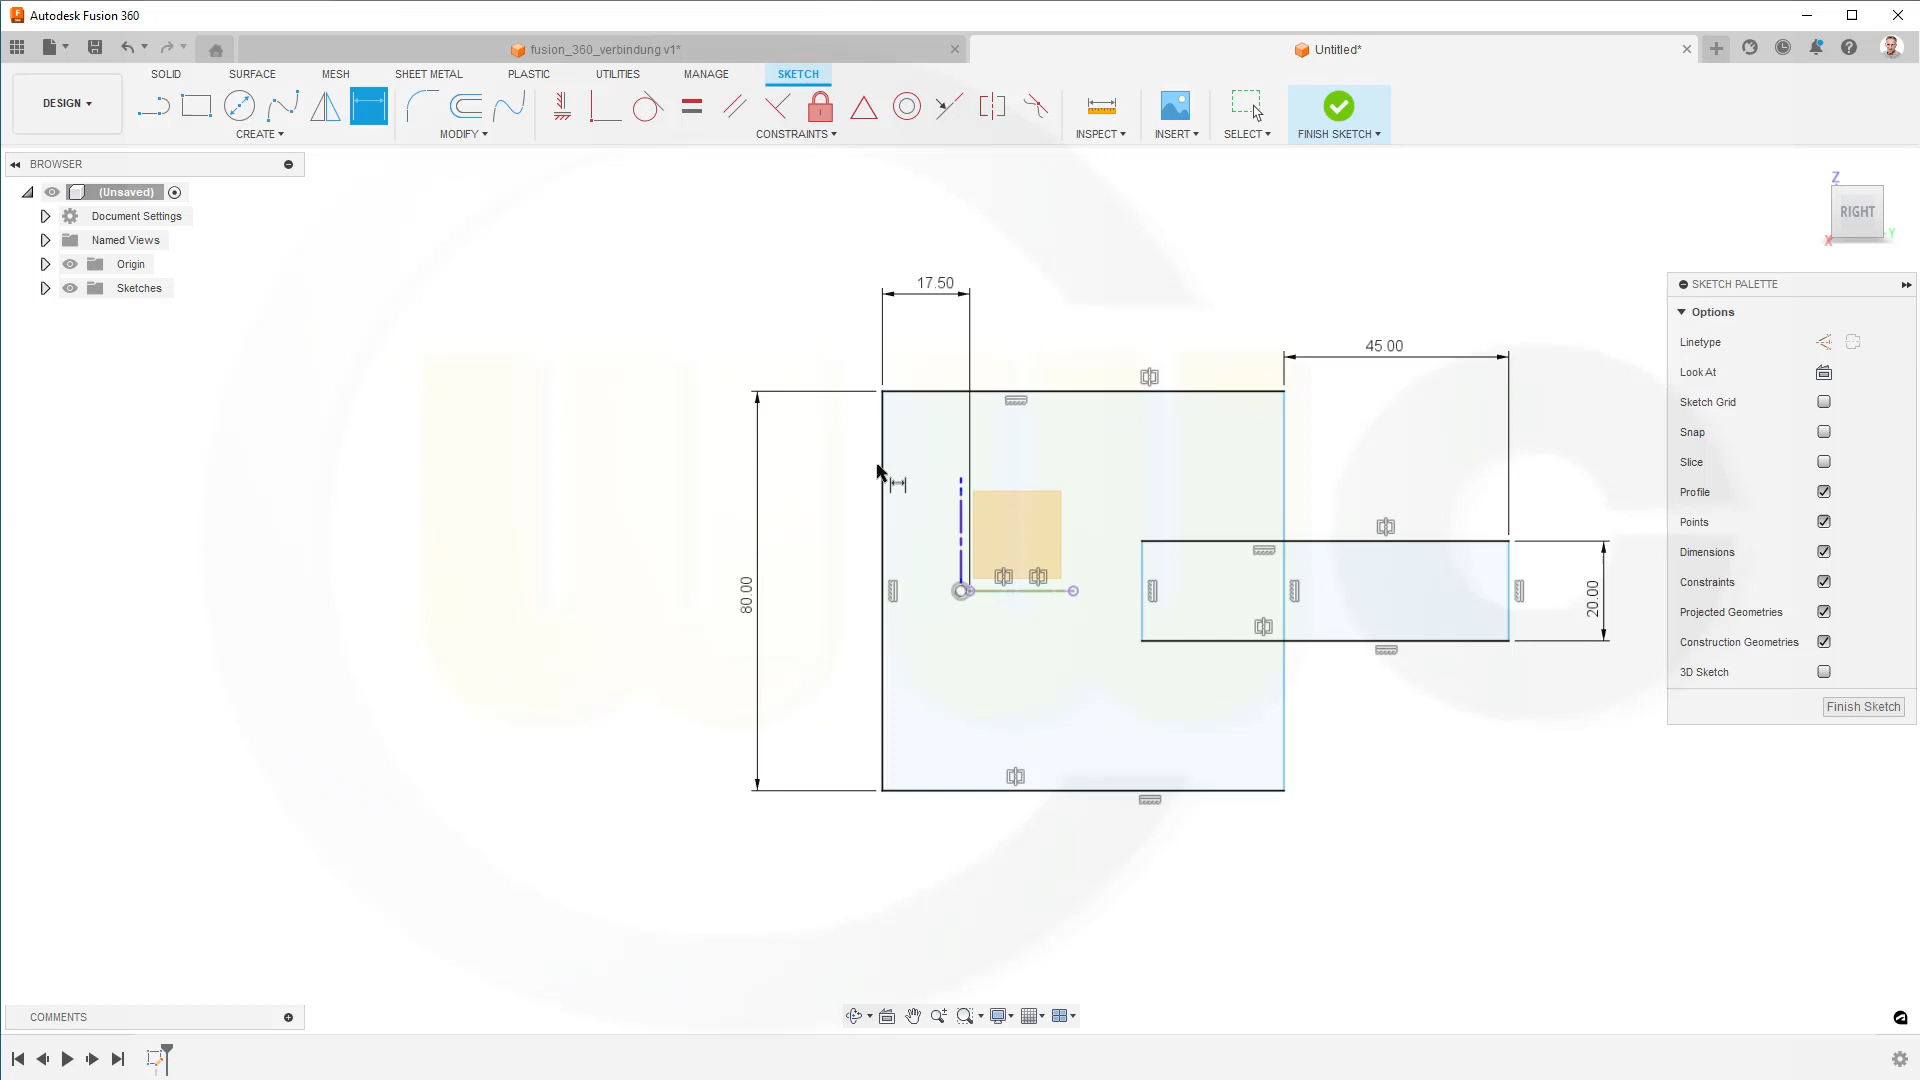 Autodesk Fusion 360
fusion_360_verbindung v1*
Untitled*
DESIGN
SOLID
SURFACE
MESH
SHEET METAL
PLASTIC
UTILITIES
MANAGE
SKETCH
CREATE
MODIFY
CONSTRAINTS
INSPECT
INSERT
SELECT
FINISH SKETCH
BROWSER
(Unsaved)
Document Settings
Named Views
Origin
Sketches
Z
RIGHT
X
Y
17.50
45.00
80.00
20.00
SKETCH PALETTE
Options
Linetype
Look At
Sketch Grid
Snap
Slice
Profile
Points
Dimensions
Constraints
Projected Geometries
Construction Geometries
3D Sketch
Finish Sketch
COMMENTS